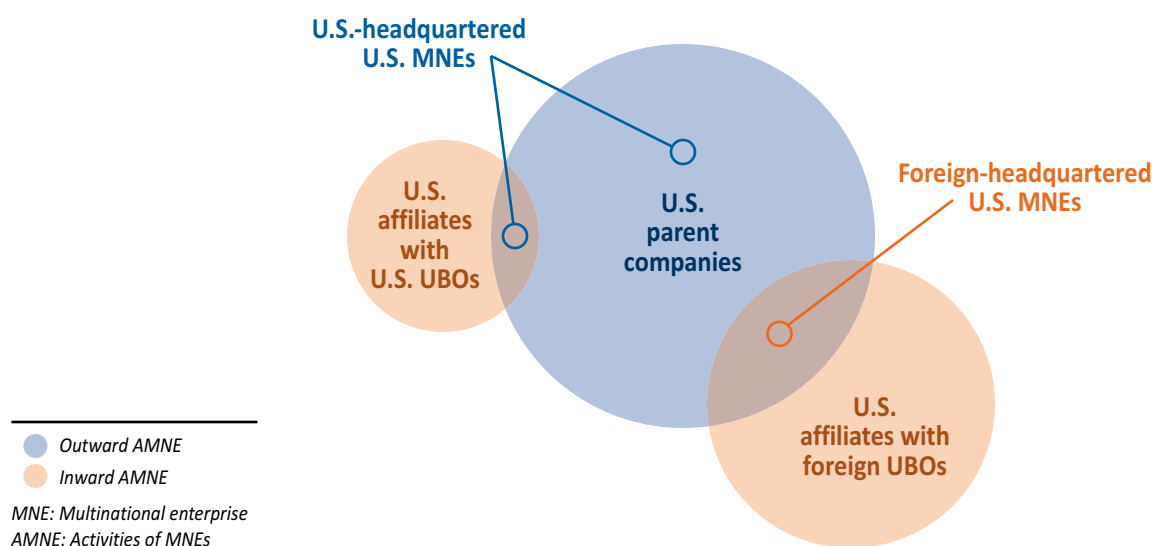 U.S.-headquartered
U.S. MNEs
Foreign-headquartered
U.S. MNEs
U.S.
affiliates
with
U.S. UBOs
U.S.
parent
companies
U.S.
affiliates with
foreign UBOs
Outward AMNE
Inward AMNE
MNE: Multinational enterprise
AMNE: Activities of MNEs